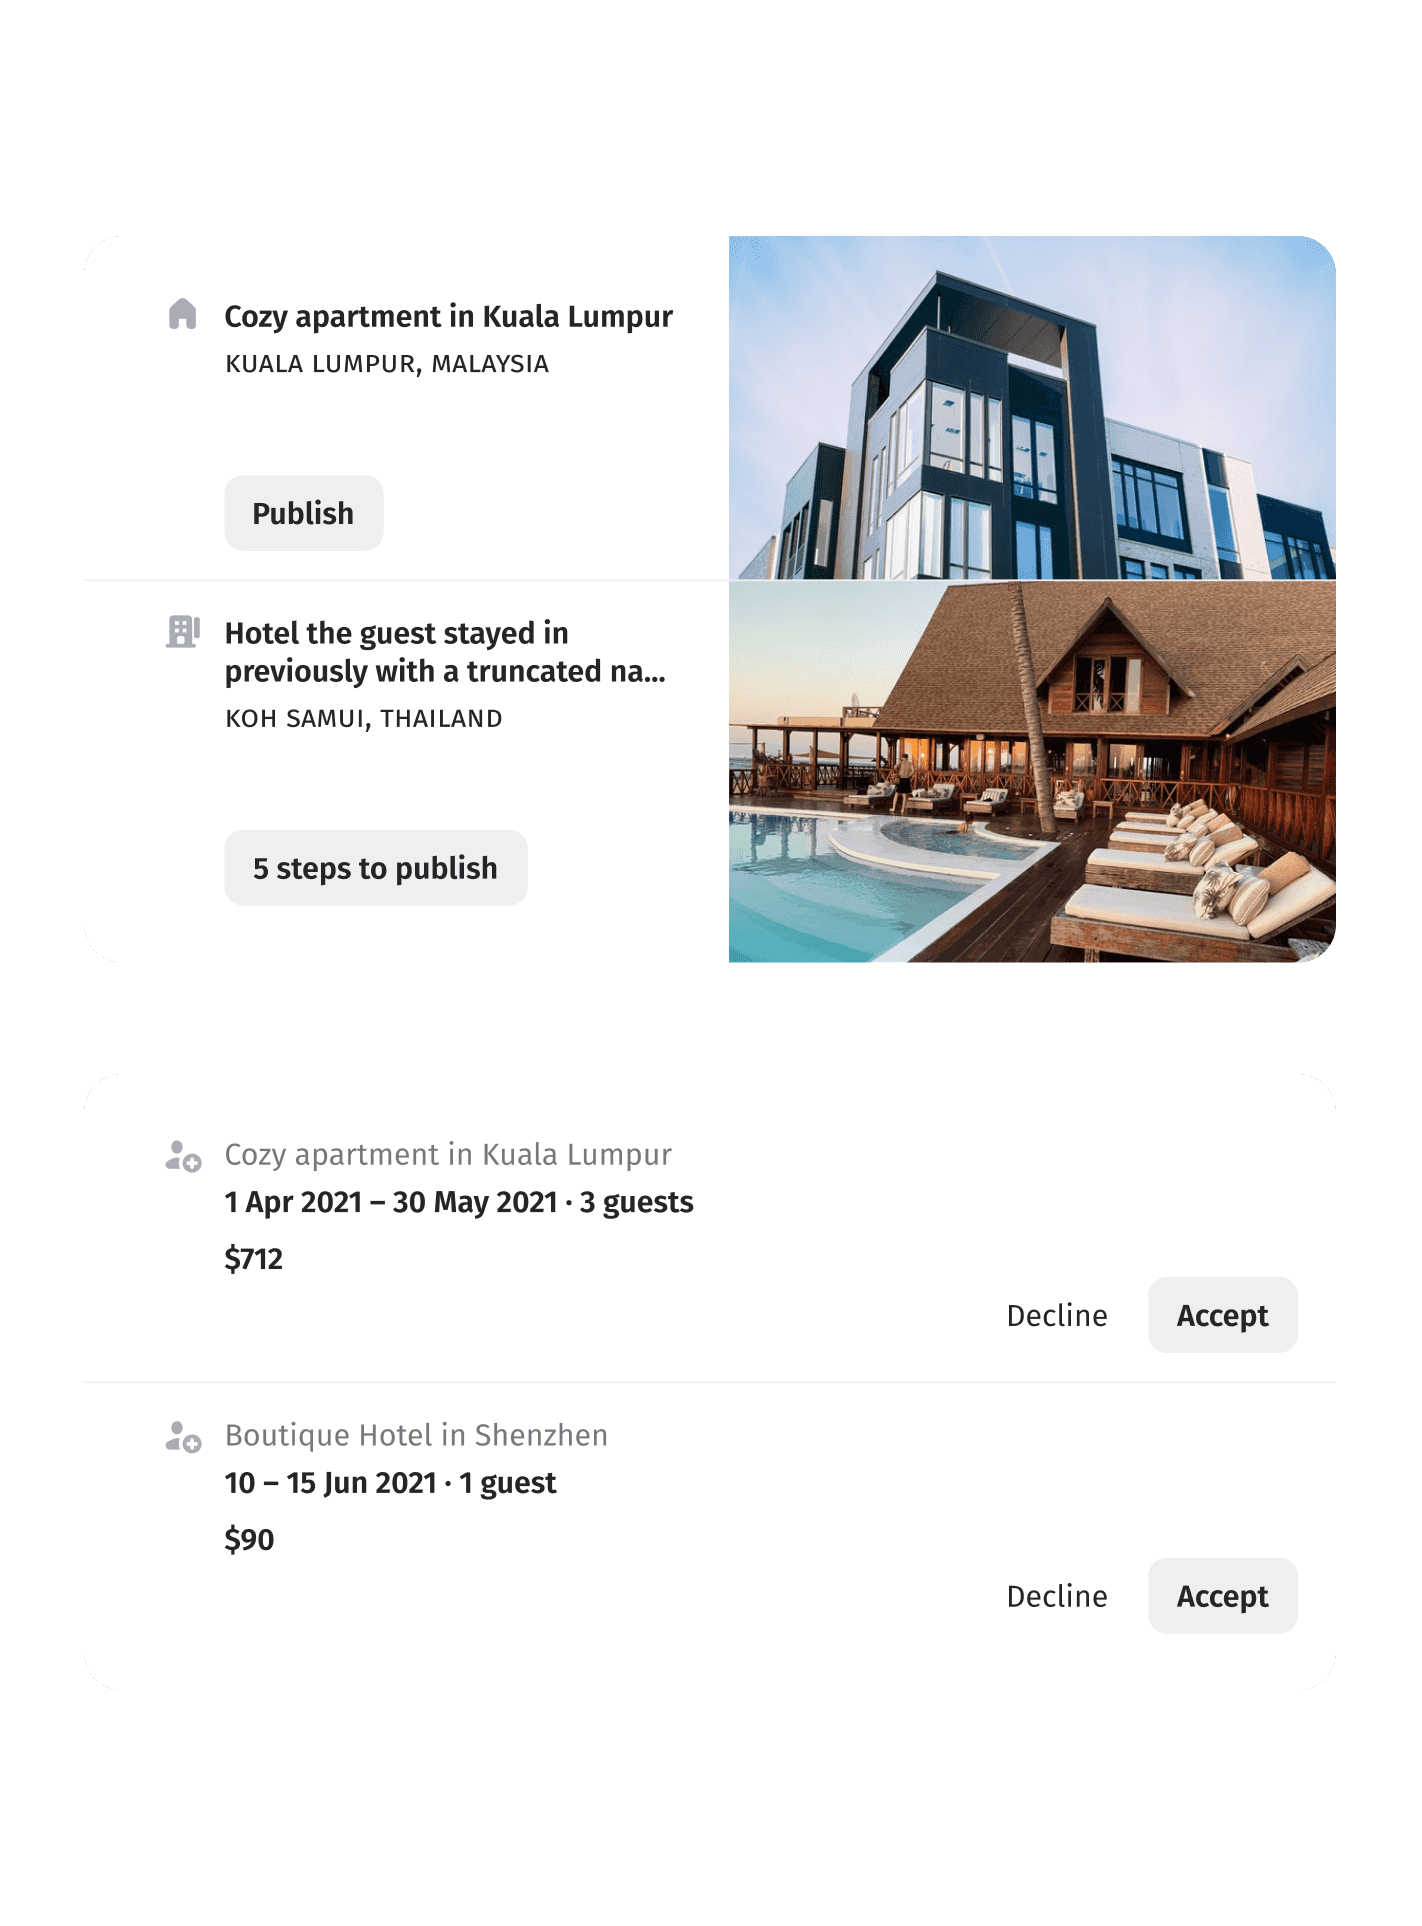 Cozy apartment in Kuala Lumpur
KUALA LUMPUR, MALAYSIA
Publish
Hotel the guest stayed in
previously with a truncated na...
KOH SAMUI, THAILAND
5 steps to publish
Cozy apartment in Kuala Lumpur
1 Apr 2021 – 30 May 2021 · 3 guests
$712
Decline
Accept
Boutique Hotel in Shenzhen
10 – 15 Jun 2021 · 1 guest
$90
Decline
Accept